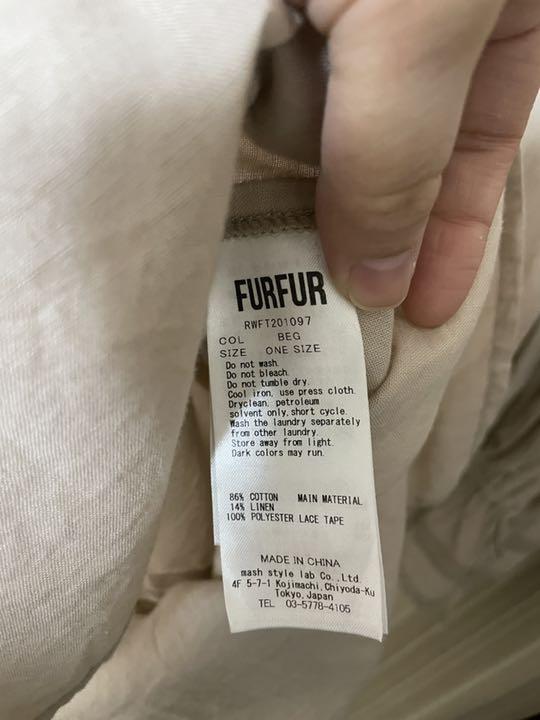 FURFUR
RWFT201097
COL BEG
SIZE ONE SIZE
Do not wash.
Do not bleach.
Do not tumble dry.
Cool iron, use press cloth.
Dryclean, petroleum
solvent only, short cycle.
Wash the laundry separately
from other laundry.
Store away from light.
Dark colors may run.
86% COTTON MAIN MATERIAL
14% LINEN
100% POLYESTER LACE TAPE
MADE IN CHINA
mash style lab Co., Ltd.
4F 5-7-1 Kojimachi, Chiyoda-Ku
Tokyo, Japan
TEL 03-5778-4105